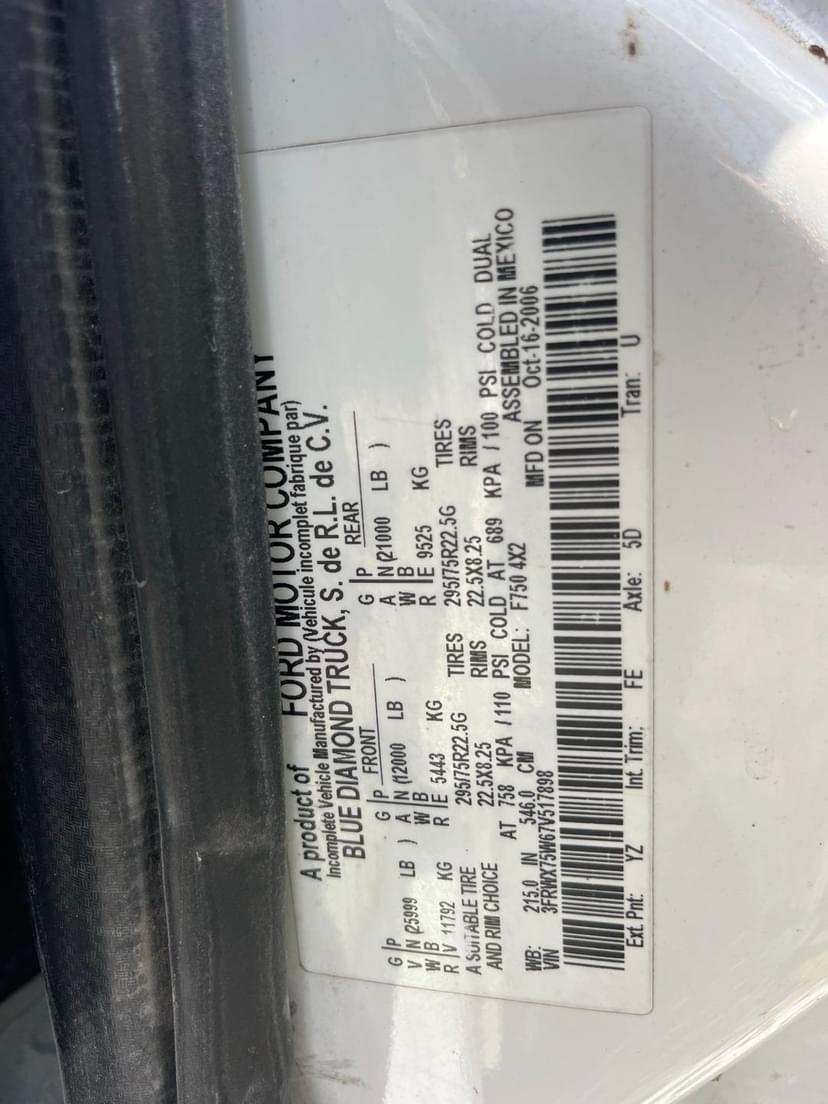 A product of FORD MOTOR COMPANY
Incomplete Vehicle Manufactured by (Vehicule incomplet fabrique par)
BLUE DIAMOND TRUCK, S. de R.L. de C.V.
FRONT REAR
G P G P G P
V N (25999 LB ) A N (12000 LB ) A N (21000 LB )
W B W B W B
R V 11792 KG R E 5443 KG R E 9525 KG
A SUITABLE TIRE 295/75R22.5G TIRES 295/75R22.5G TIRES
AND RIM CHOICE 22.5X8.25 RIMS 22.5X8.25 RIMS
AT 758 KPA / 110 PSI COLD AT 689 KPA / 100 PSI COLD DUAL
WB: 215.0 IN 546.0 CM MODEL: F750 4X2 ASSEMBLED IN MEXICO
VIN 3FRWX75W67V517898 MFD ON Oct-16-2006
Ext. Pnt: YZ Int. Trim: FE Axle: 5D Tran: U